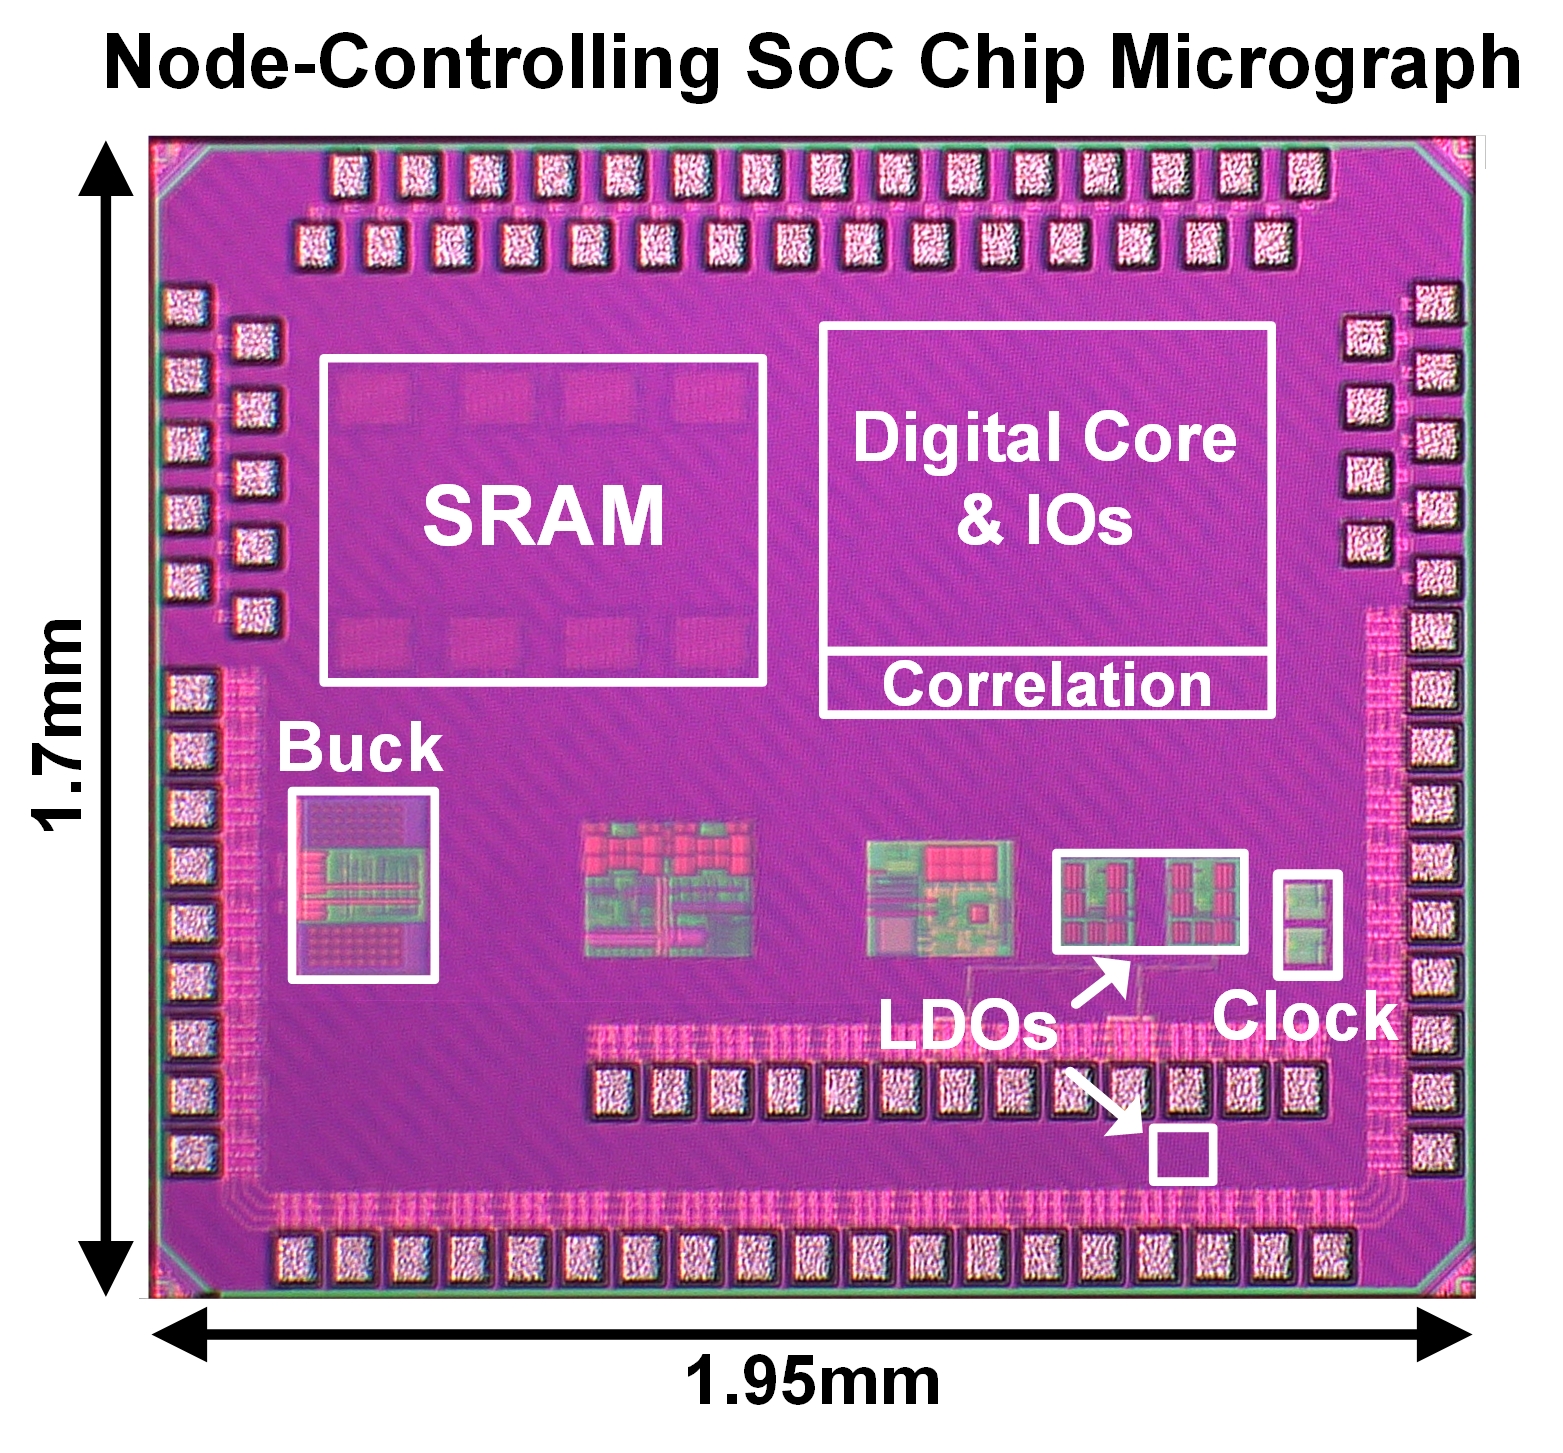 Node-Controlling SoC Chip Micrograph
1.7mm
SRAM
Digital Core
& IOs
Correlation
Buck
LDOs
Clock
1.95mm